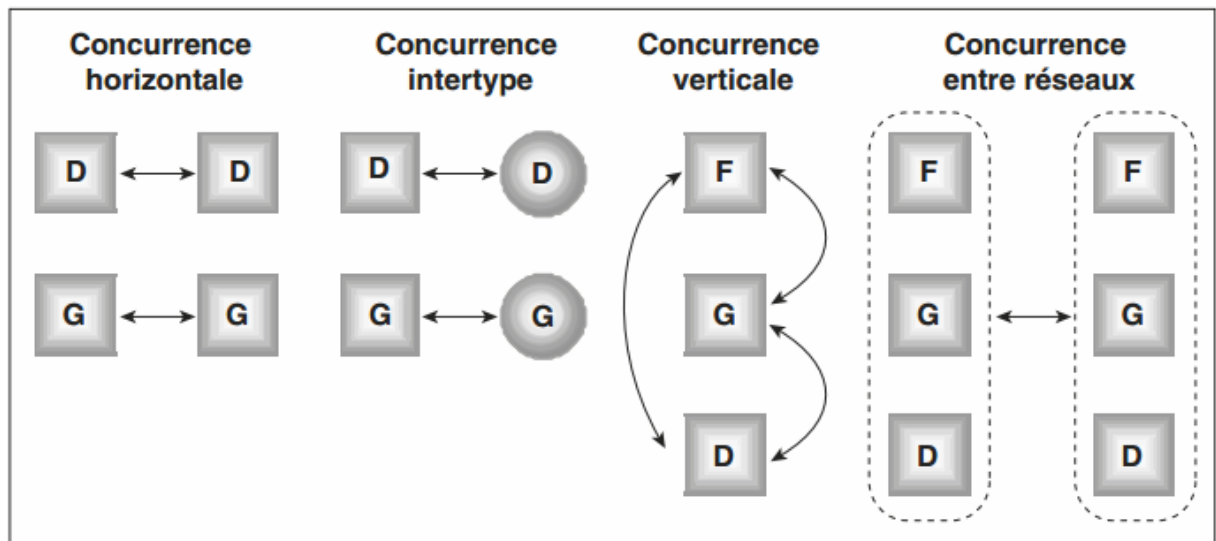 Concurrence
horizontale
Concurrence
intertype
Concurrence
verticale
Concurrence
entre réseaux
D D D D F F F
G G G G G G G
D D D